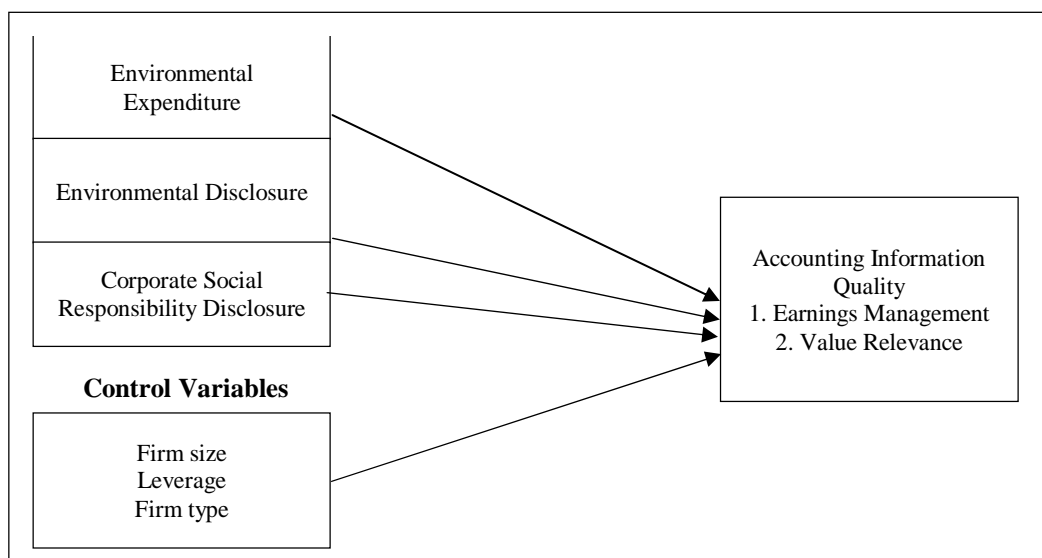 Environmental
Expenditure
Environmental Disclosure
Corporate Social
Responsibility Disclosure
Control Variables
Firm size
Leverage
Firm type
Accounting Information
Quality
1. Earnings Management
2. Value Relevance